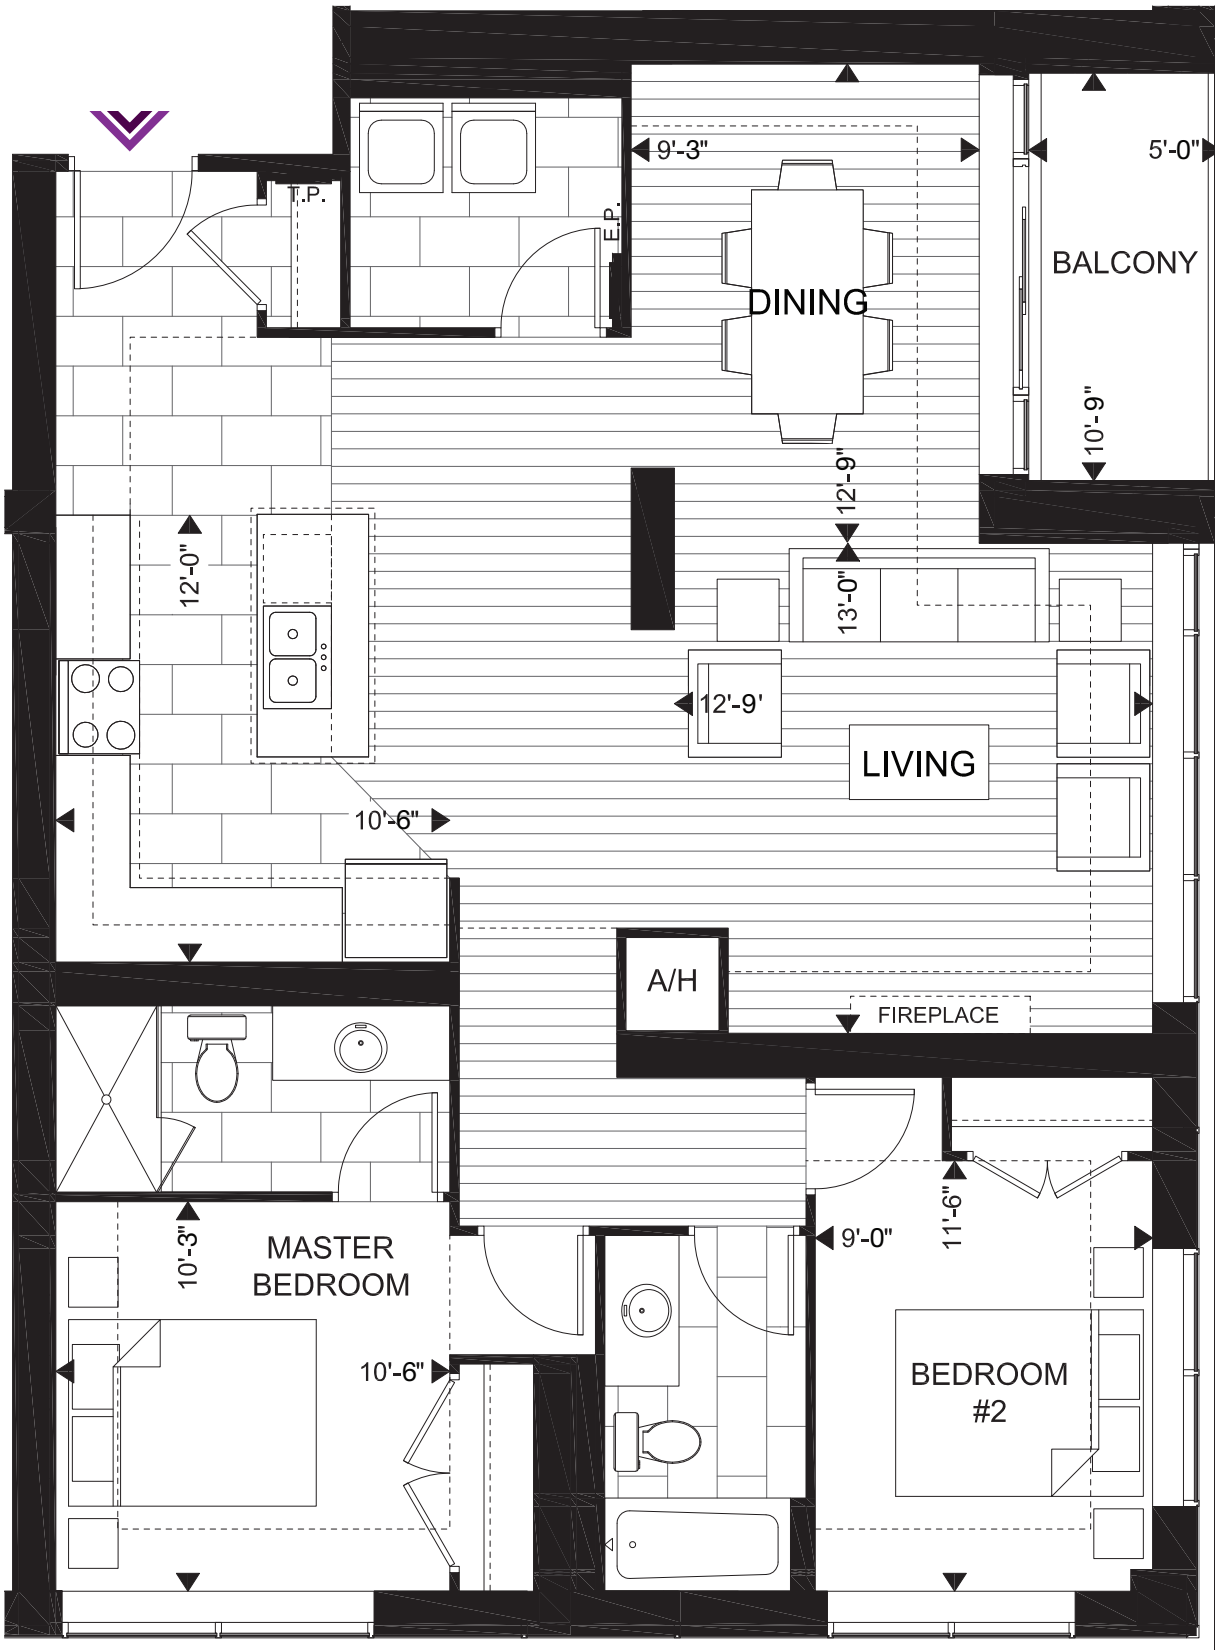 9'-3"
5'-0"
T.P.
E.P.
BALCONY
DINING
10'-9"
12'-9"
12'-0"
13'-0"
12'-9'
LIVING
10'-6"
A/H
FIREPLACE
11'-6"
10'-3"
MASTER
BEDROOM
9'-0"
10'-6"
BEDROOM
#2